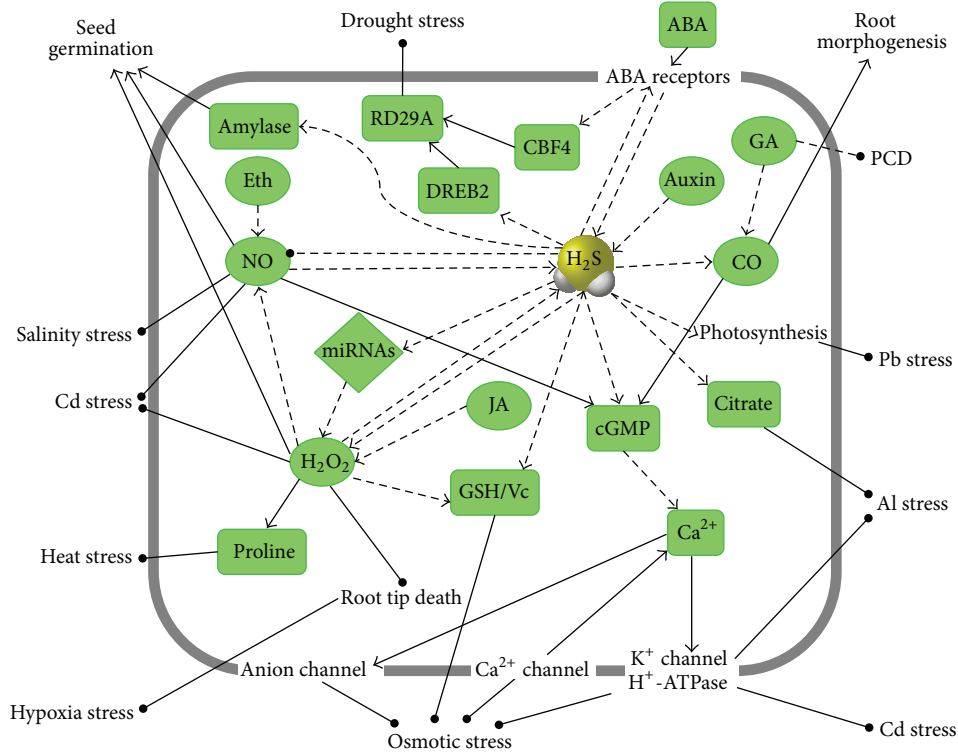 Seed
germination
Drought stress
ABA
Root
morphogenesis
ABA receptors
Amylase
RD29A
CBF4
GA
PCD
Eth
DREB2
Auxin
NO
H₂S
CO
Salinity stress
miRNAs
Photosynthesis
Pb stress
Cd stress
JA
cGMP
Citrate
H₂O₂
GSH/Vc
Al stress
Ca²⁺
Heat stress
Proline
Root tip death
Anion channel
Ca²⁺ channel
K⁺ channel
H⁺-ATPase
Hypoxia stress
Osmotic stress
Cd stress